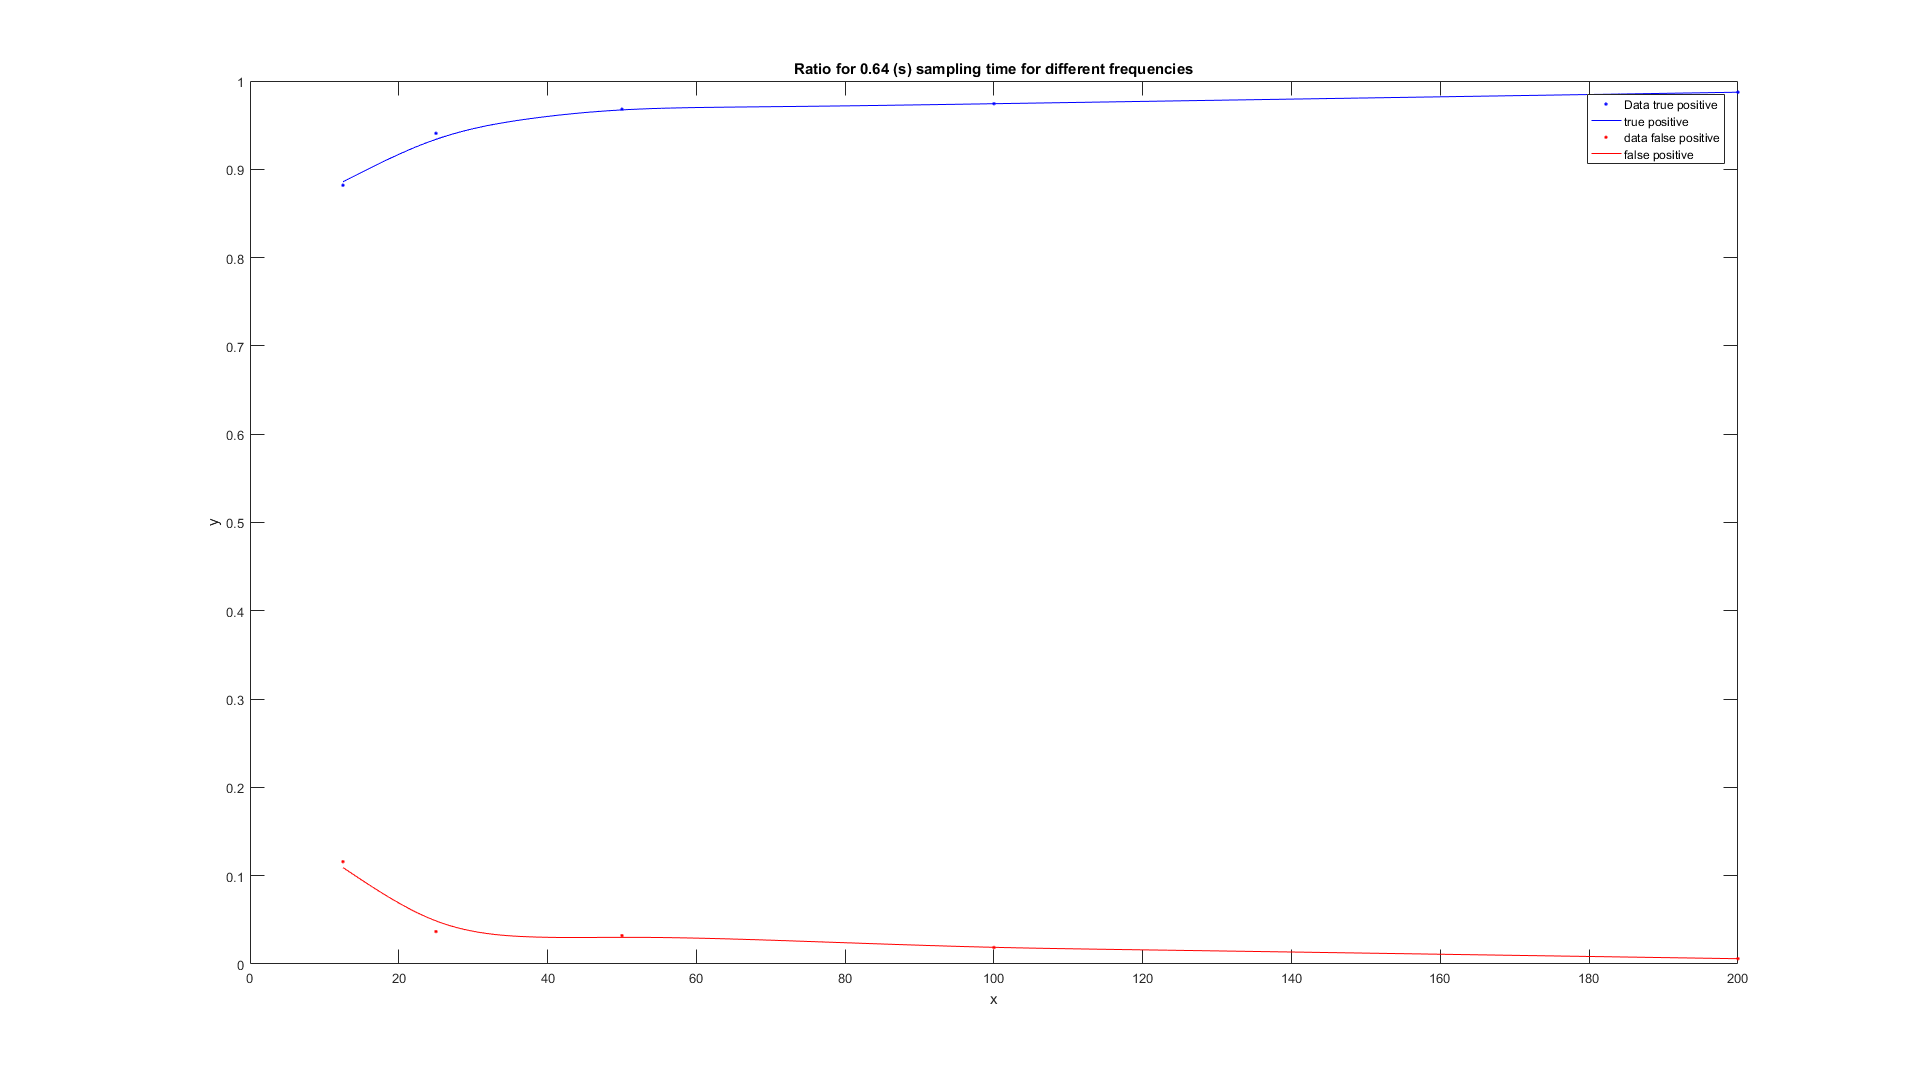 Ratio for 0.64 (s) sampling time for different frequencies
1
0.9
0.8
0.7
0.6
0.5
0.4
0.3
0.2
0.1
0
y
Data true positive
true positive
data false positive
false positive
0 20 40 60 80 100 120 140 160 180 200
x